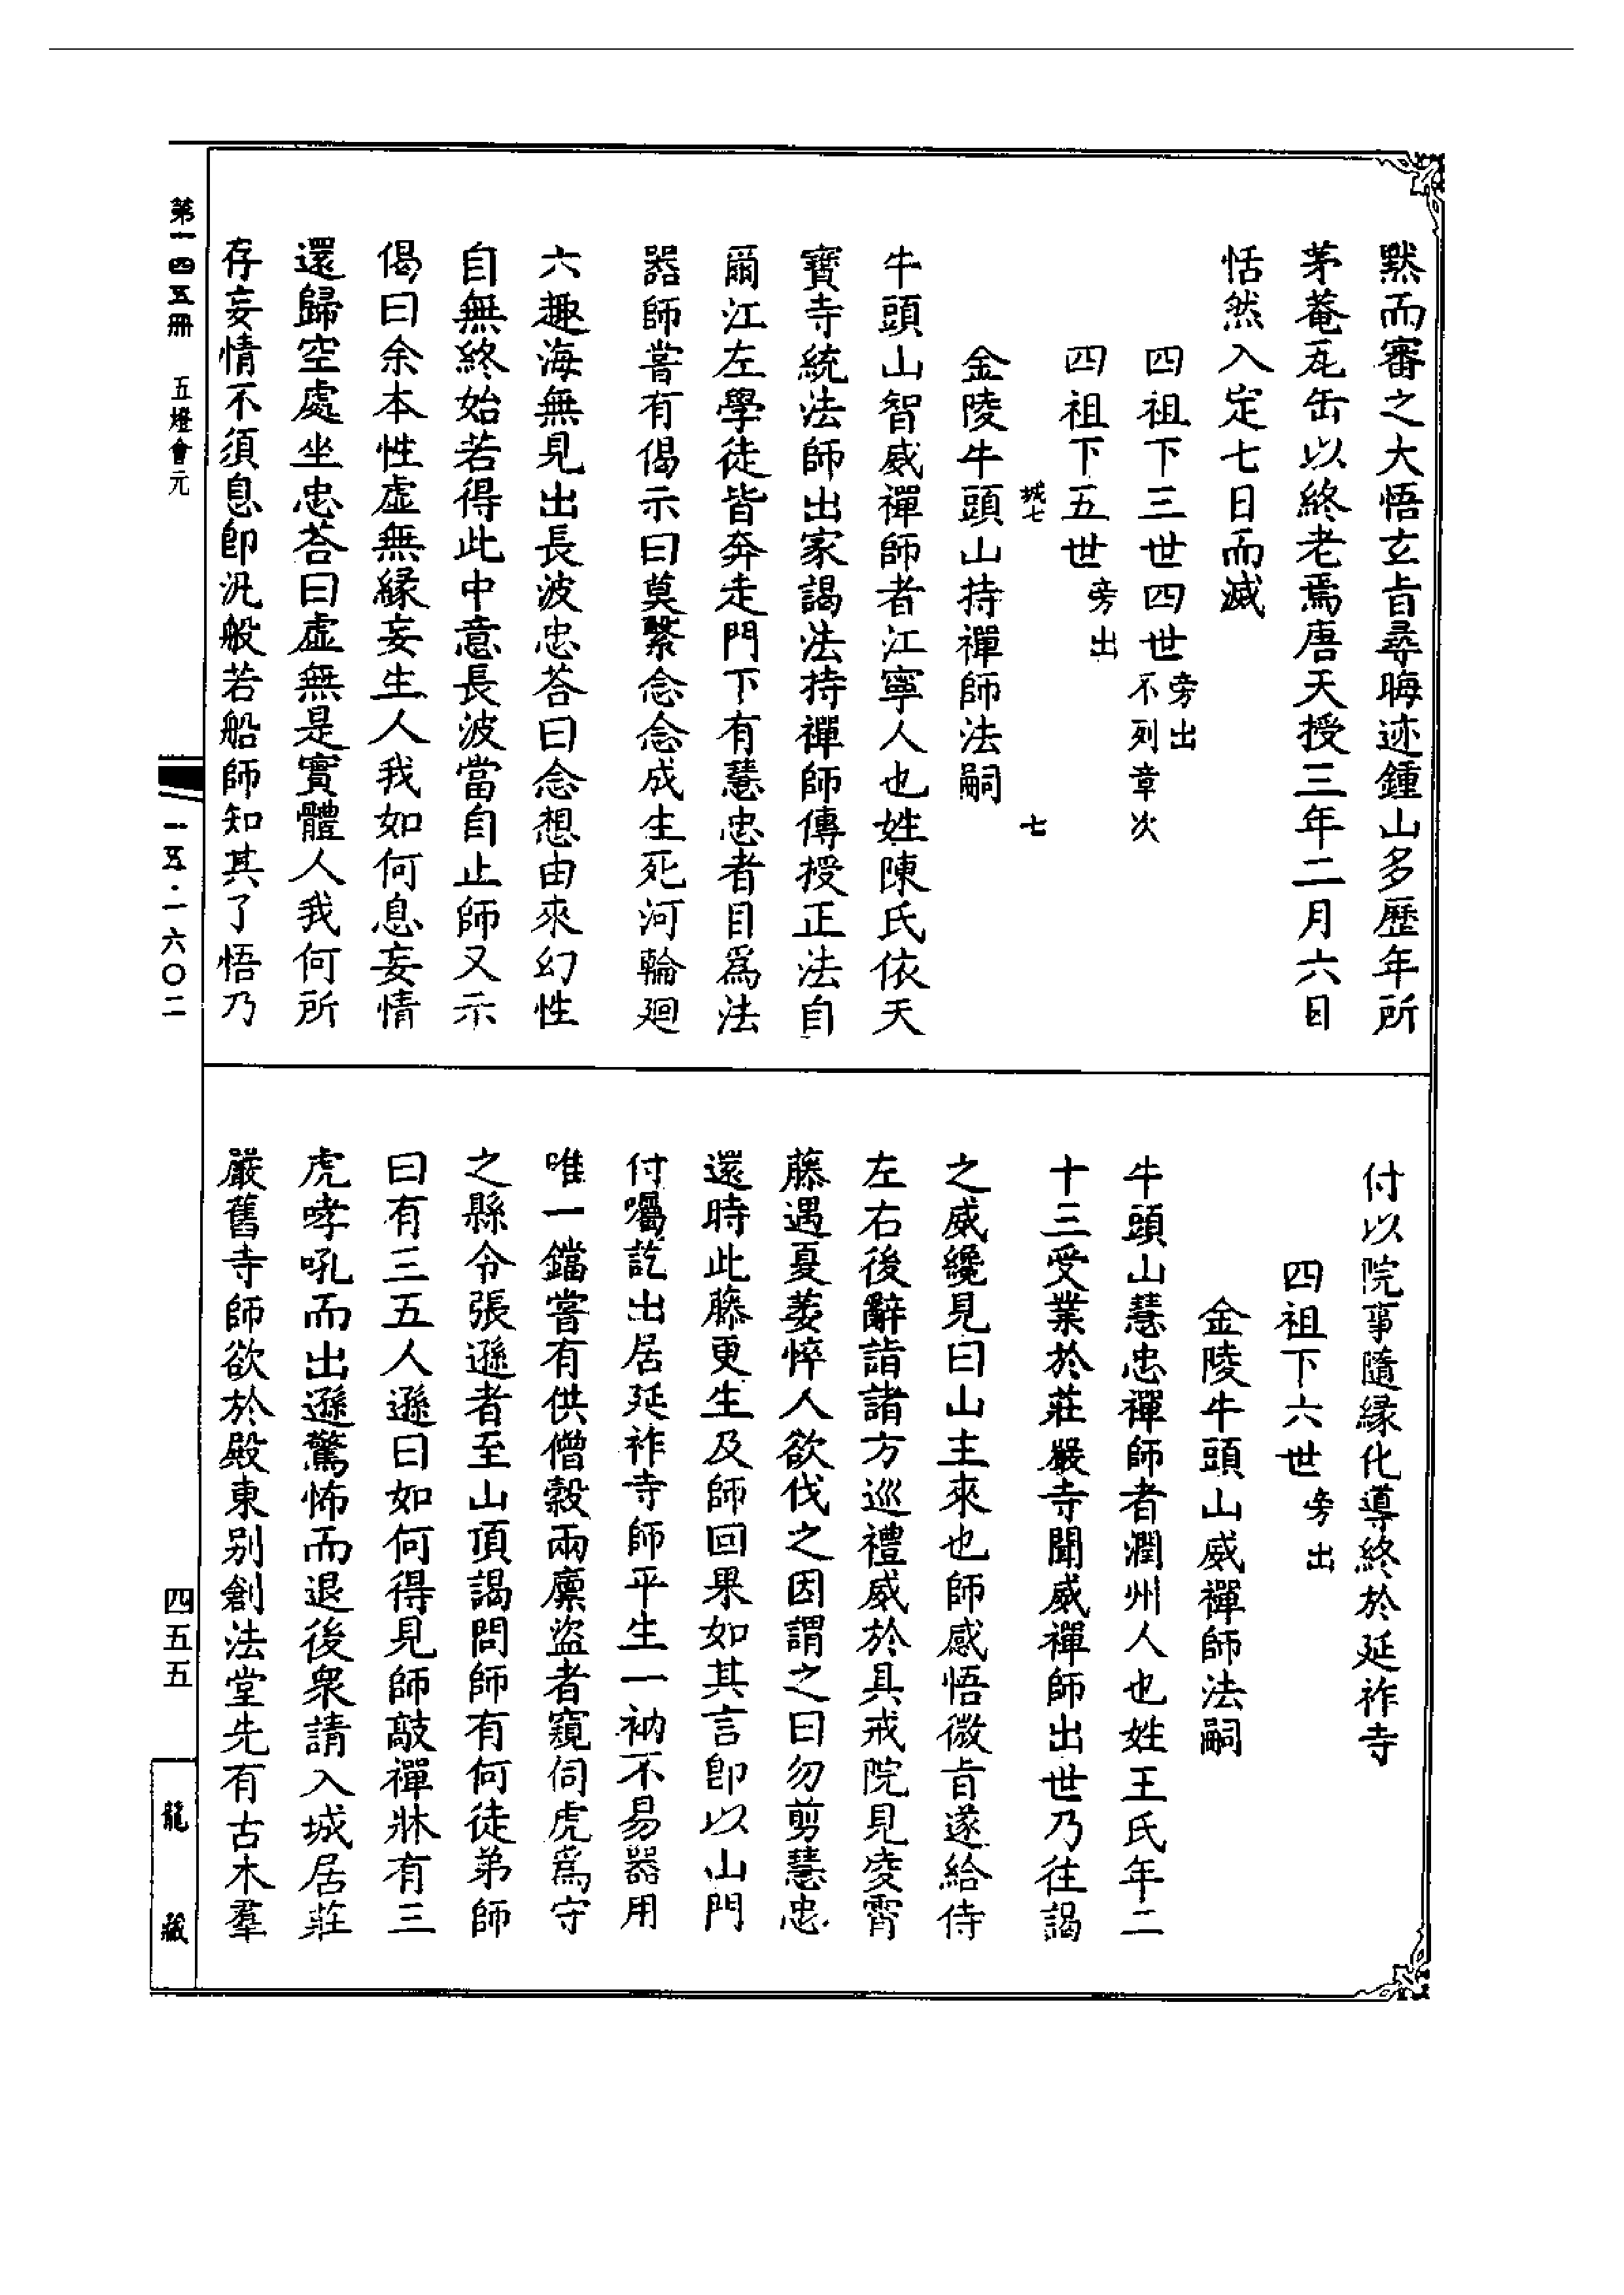 默而審之大悟玄旨尋晦迹鍾山多歷年所
茅菴瓦缶以終老焉唐天授三年二月六日
恬然入定七日而滅
四祖下三世四世旁出不列章次
四祖下五世旁出
城七 七
金陵牛頭山持禪師法嗣
牛頭山智威禪師者江寧人也姓陳氏依天
寶寺統法師出家謁法持禪師傳授正法自
爾江左學徒皆奔走門下有慧忠者目爲法
器師嘗有偈示曰莫繫念念成生死河輪迴
六趣海無見出長波忠荅曰念想由來幻性
自無終始若得此中意長波當自止師又示
偈曰余本性虛無緣妄生人我如何息妄情
還歸空處坐忠荅曰虛無是實體人我何所
存妄情不須息卽汎般若船師知其了悟乃
付以院事隨緣化導終於延祚寺
四祖下六世旁出
金陵牛頭山威禪師法嗣
牛頭山慧忠禪師者潤州人也姓王氏年二
十三受業於莊嚴寺聞威禪師出世乃往謁
之威纔見曰山主來也師感悟微旨遂給侍
左右後辭詣諸方巡禮威於具戒院見凌霄
藤遇夏萎悴人欲伐之因謂之曰勿剪慧忠
還時此藤更生及師回果如其言卽以山門
付囑訖出居延祚寺師平生一衲不易器用
唯一鐺嘗有供僧穀兩廩盜者窺伺虎爲守
之縣令張遜者至山頂謁問師有何徒弟師
曰有三五人遜曰如何得見師敲禪牀有三
虎哮吼而出遜驚怖而退後衆請入城居莊
嚴舊寺師欲於殿東別創法堂先有古木羣
第一四五冊 五燈會元
一五·一六〇二
四五五
龍藏